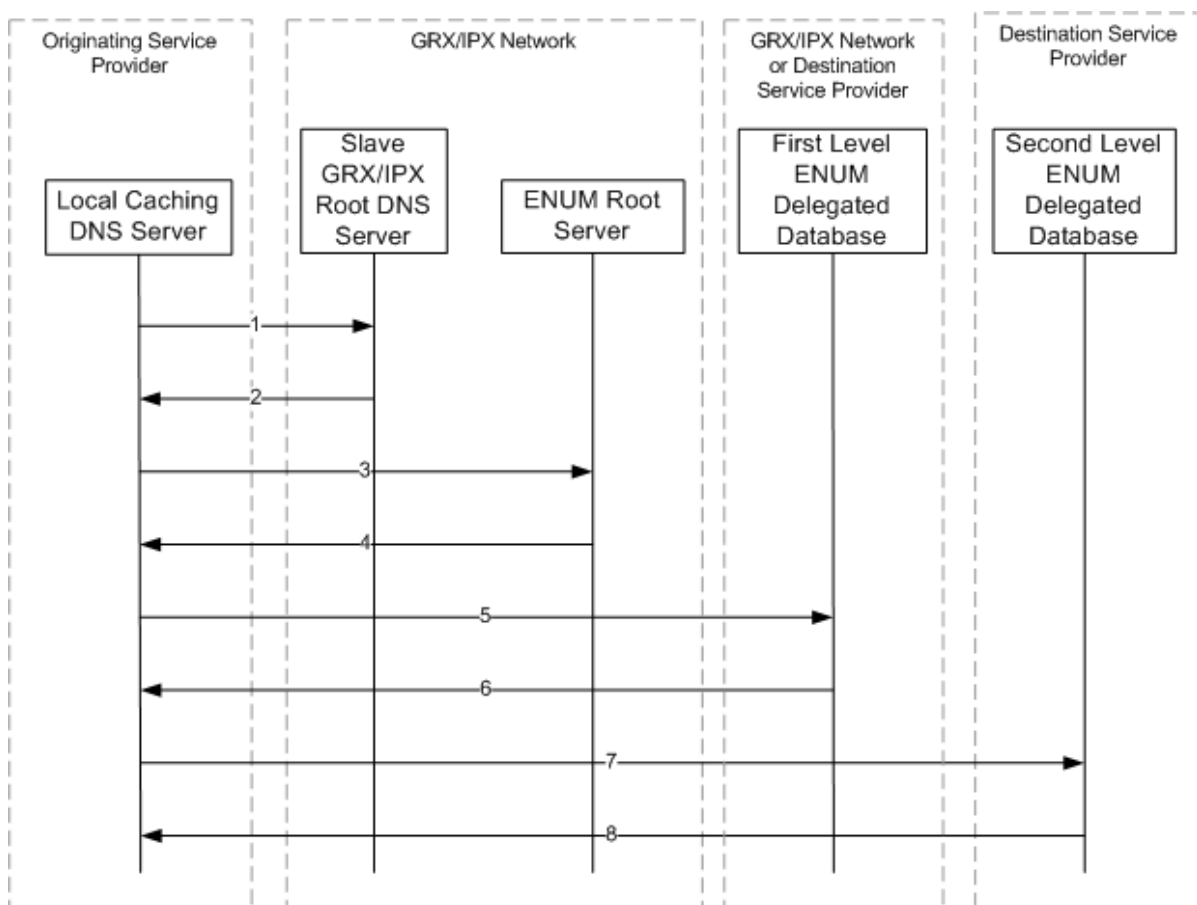 Originating Service
Provider
GRX/IPX Network
GRX/IPX Network
or Destination
Service Provider
Destination Service
Provider
Local Caching
DNS Server
Slave
GRX/IPX
Root DNS
Server
ENUM Root
Server
First Level
ENUM
Delegated
Database
Second Level
ENUM
Delegated
Database
1
2
3
4
5
6
7
8